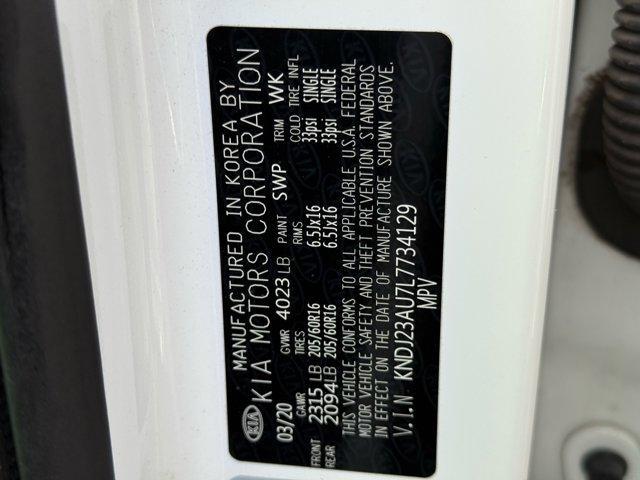 MANUFACTURED IN KOREA BY
KIA KIA MOTORS CORPORATION
03/20 GVWR 4023 LB PAINT SWP TRIM WK
GAWR TIRES RIMS COLD TIRE INFL
FRONT 2315 LB 205/60R16 6.5Jx16 33psi SINGLE
REAR 2094LB 205/60R16 6.5Jx16 33psi SINGLE
THIS VEHICLE CONFORMS TO ALL APPLICABLE U.S.A. FEDERAL
MOTOR VEHICLE SAFETY AND THEFT PREVENTION STANDARDS
IN EFFECT ON THE DATE OF MANUFACTURE SHOWN ABOVE.
V.I.N KNDJ23AU7L7734129
MPV